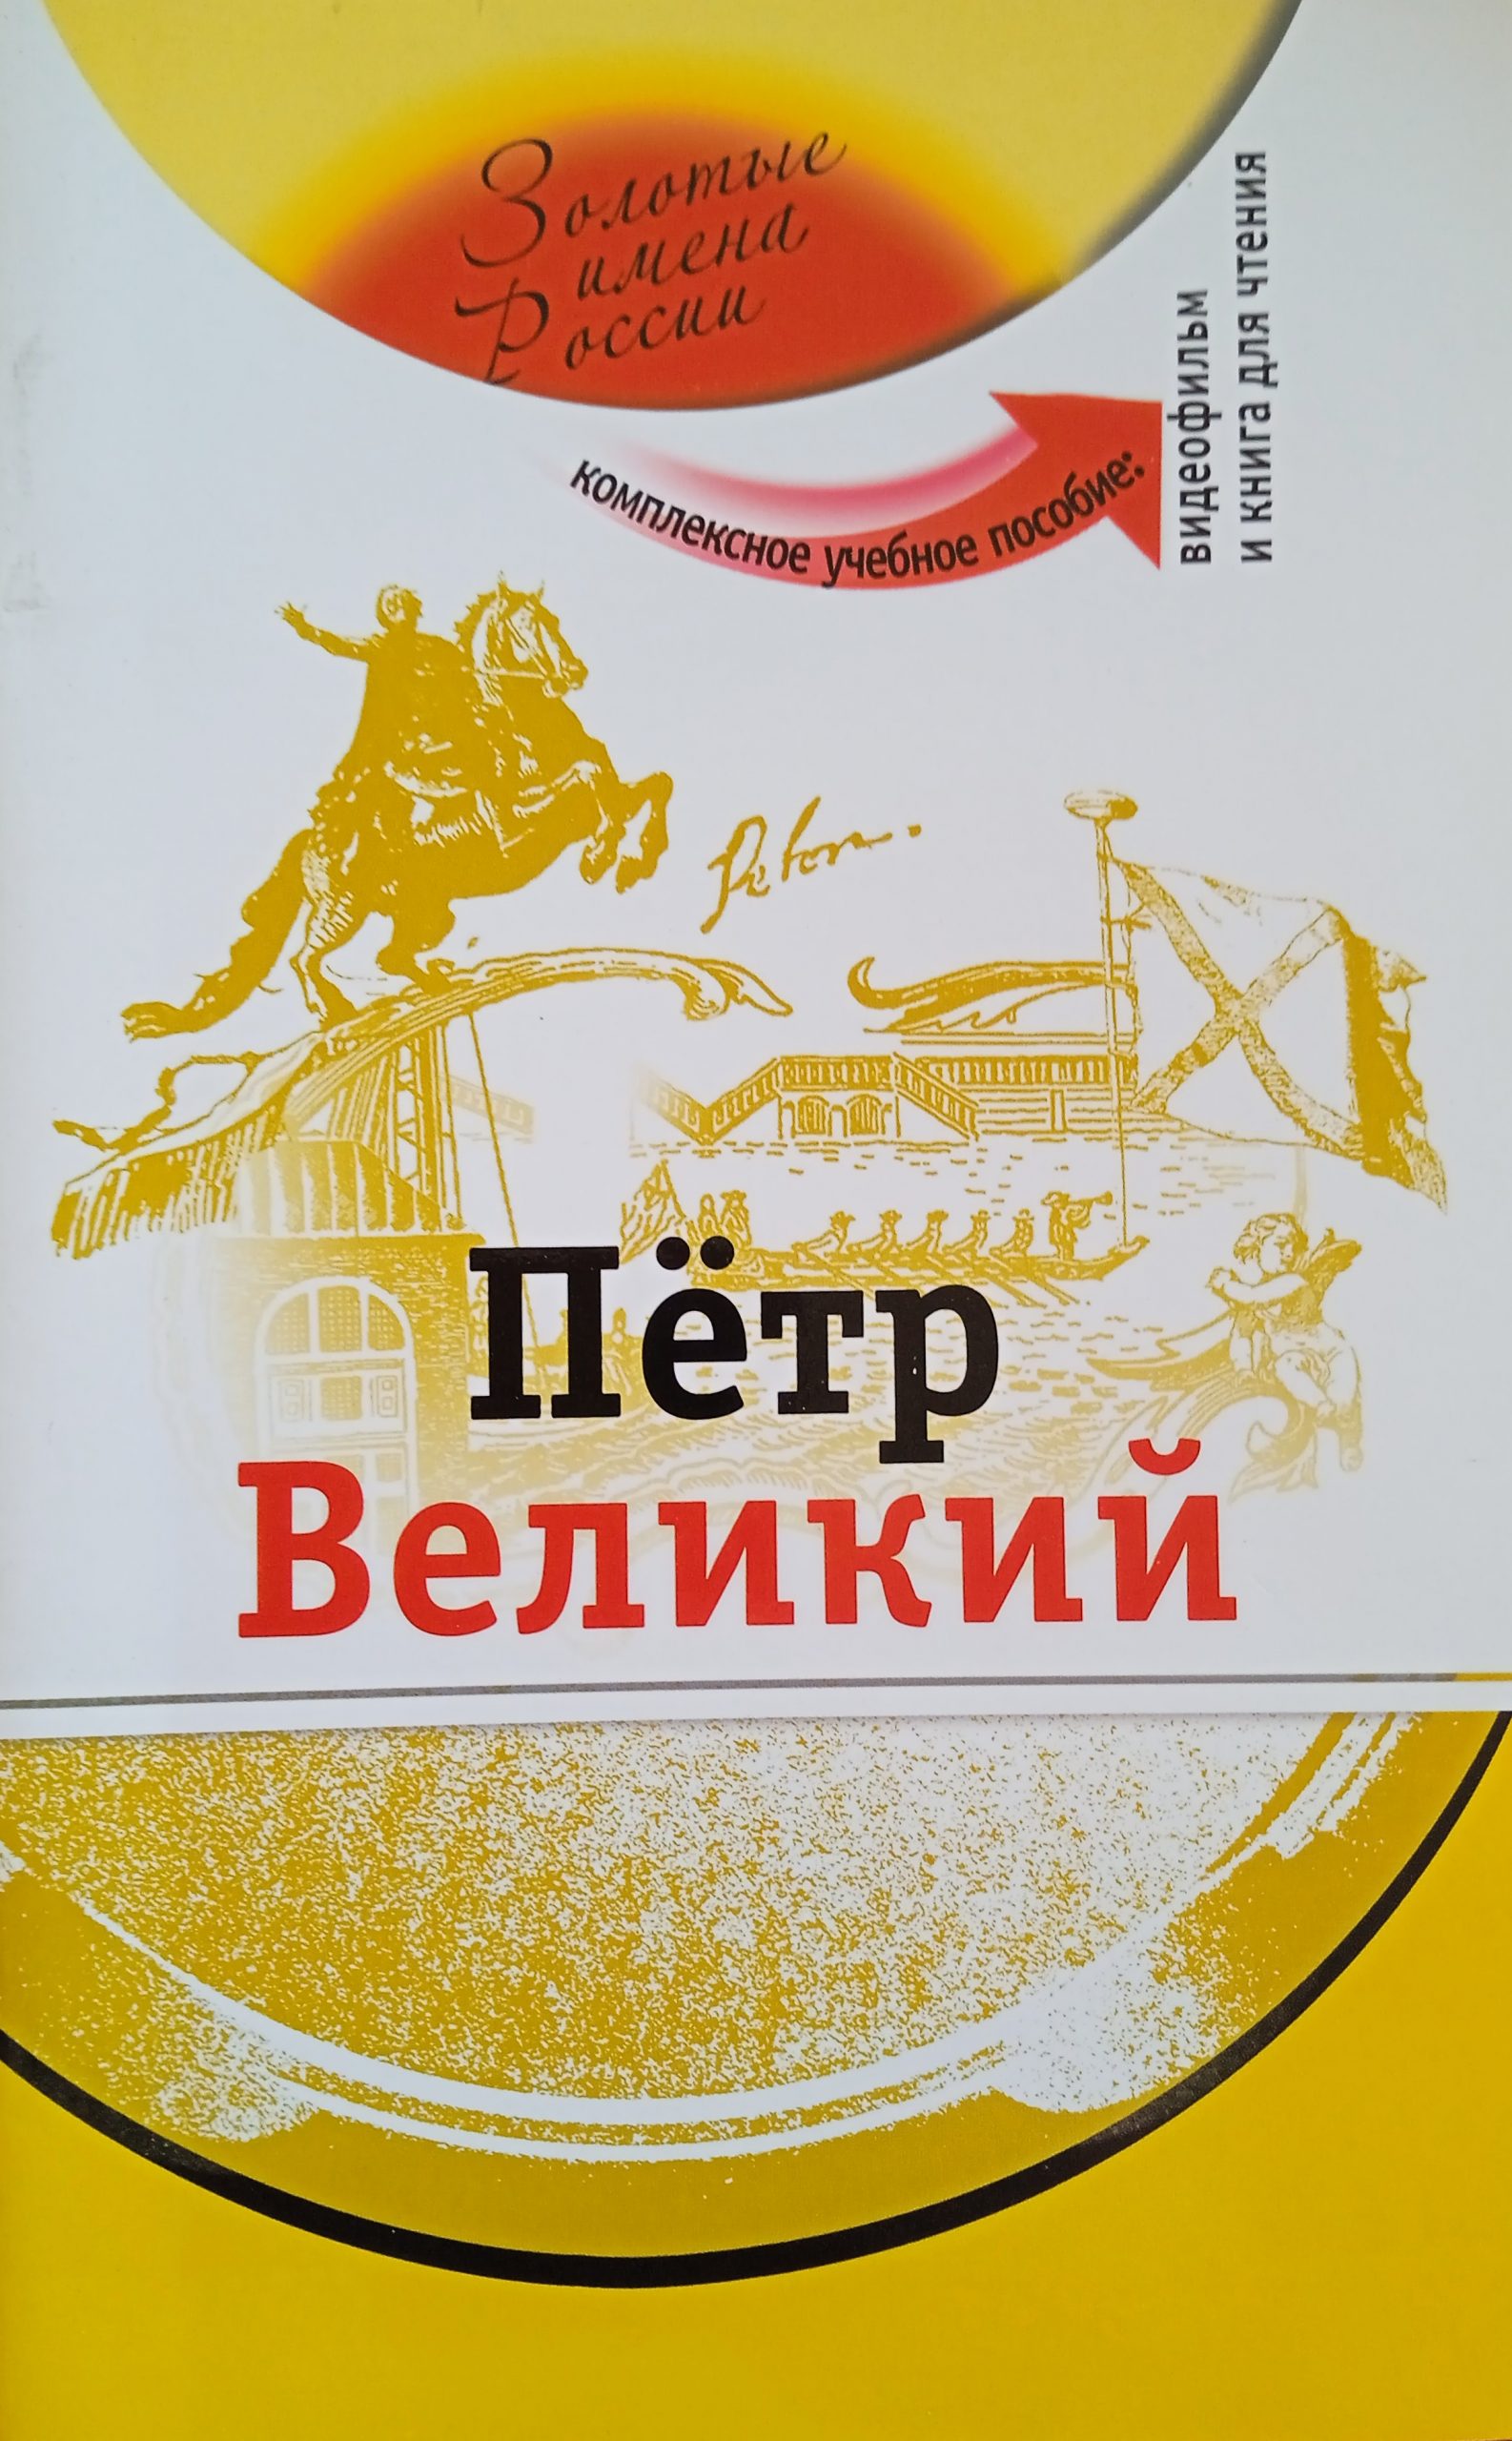 Золотые
имена
России
комплексное учебное пособие:
видеофильм
и книга для чтения
Пётр
Великий